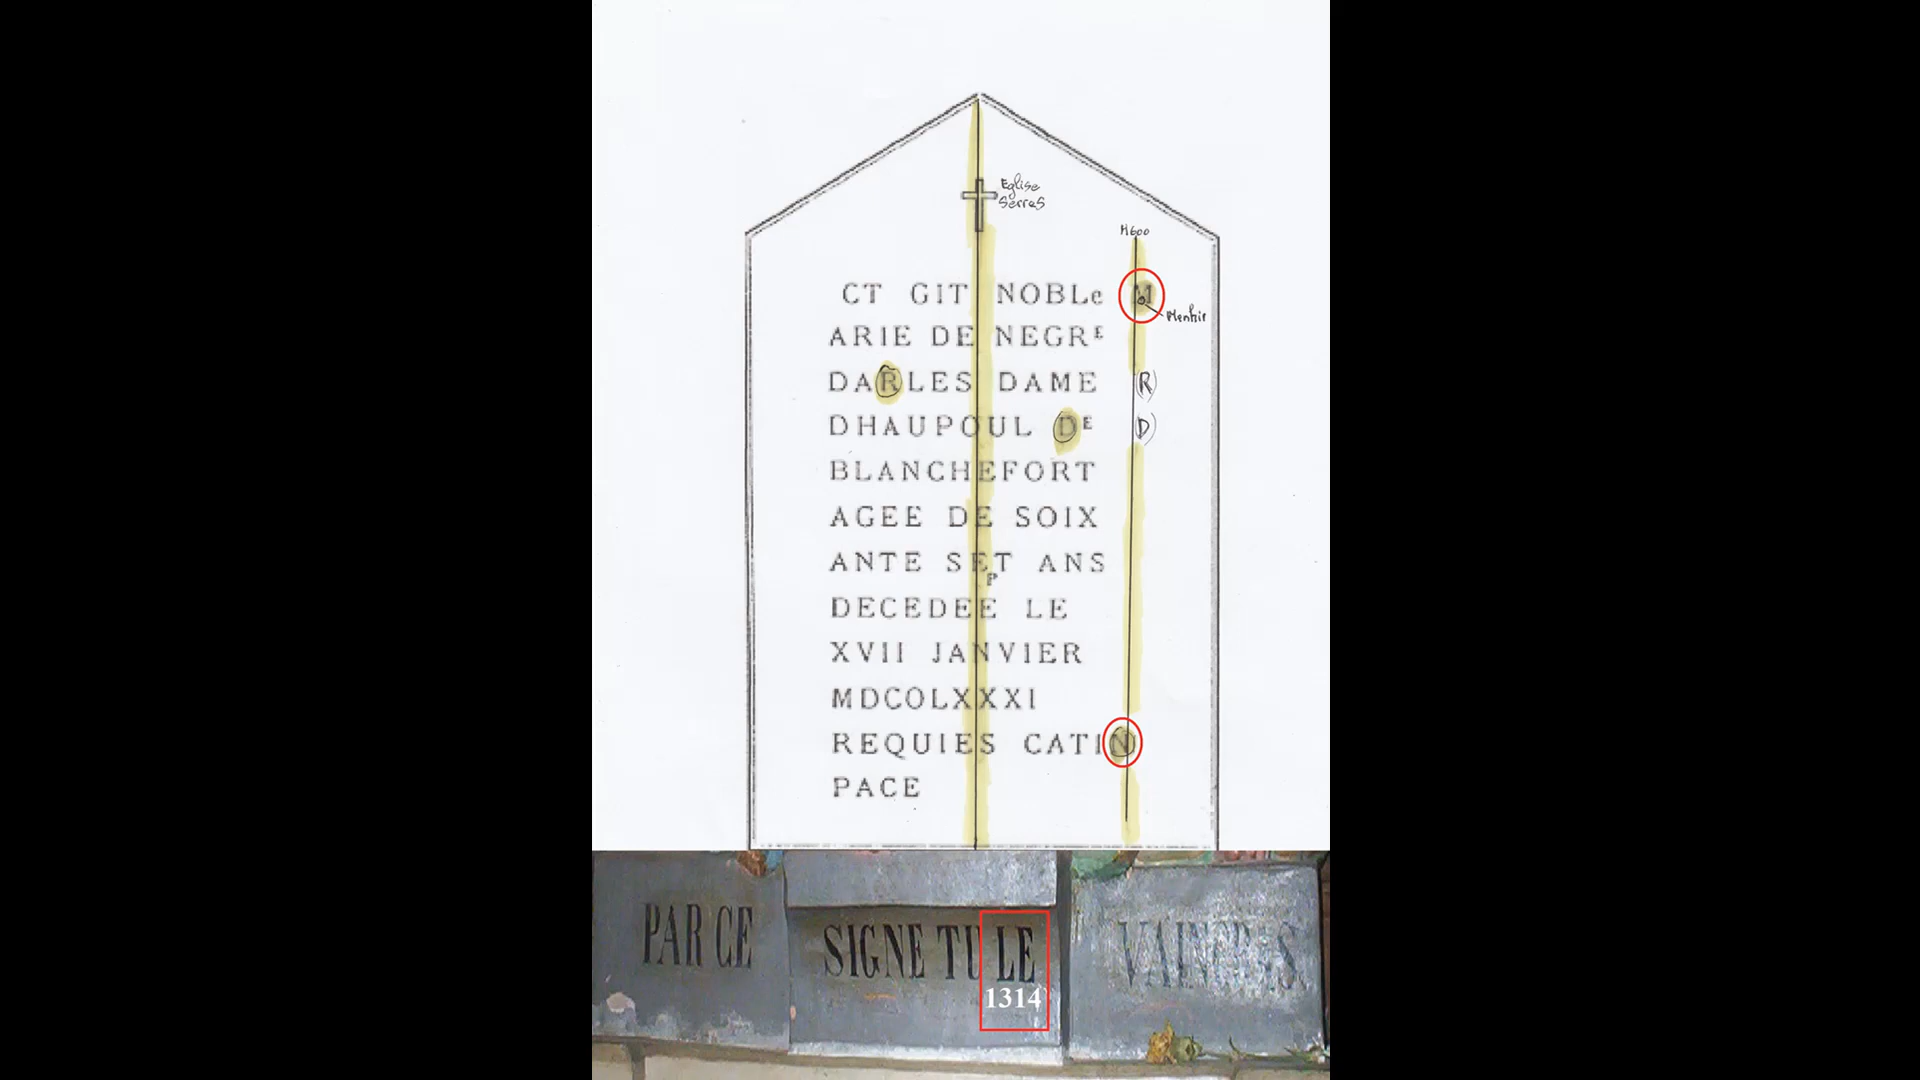 Eglise
Serres
M600
CT GIT NOBLe M
Menhir
ARIE DE NEGRE
DARLES DAME (R)
DHAUPOUL DE (D)
BLANCHEFORT
AGEE DE SOIX
ANTE SEpT ANS
DECEDEE LE
XVII JANVIER
MDCOLXXXI
REQUIES CATIN
PACE
PAR CE SIGNE TU LE VAINCRAS
1314